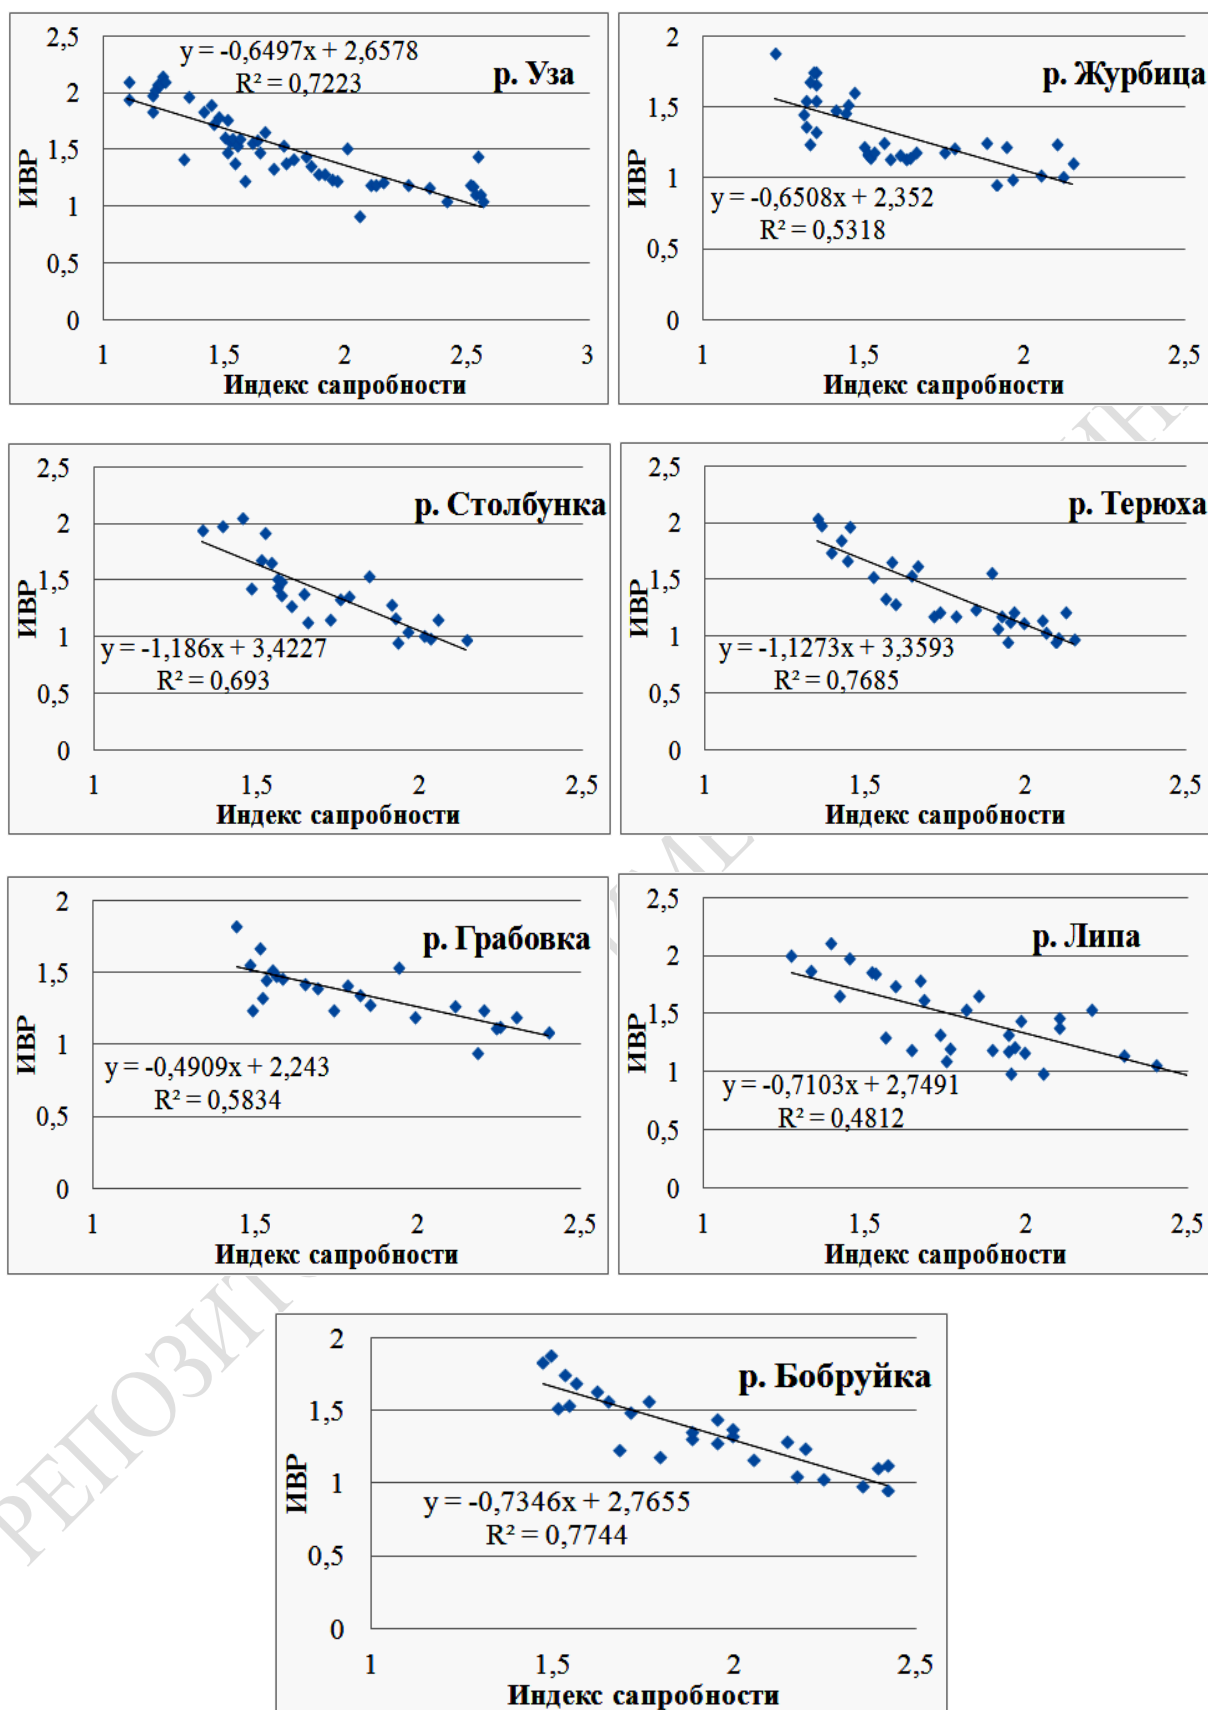 2,5
2
1,5
1
0,5
0
ИВР
y = -0,6497x + 2,6578
R² = 0,7223
р. Уза
1 1,5 2 2,5 3
Индекс сапробности
2
1,5
1
0,5
0
ИВР
р. Журбица
y = -0,6508x + 2,352
R² = 0,5318
1 1,5 2 2,5
Индекс сапробности
2,5
2
1,5
1
0,5
0
ИВР
р. Столбунка
y = -1,186x + 3,4227
R² = 0,693
1 1,5 2 2,5
Индекс сапробности
2,5
2
1,5
1
0,5
0
ИВР
р. Терюха
y = -1,1273x + 3,3593
R² = 0,7685
1 1,5 2 2,5
Индекс сапробности
2
1,5
1
0,5
0
ИВР
р. Грабовка
y = -0,4909x + 2,243
R² = 0,5834
1 1,5 2 2,5
Индекс сапробности
2,5
2
1,5
1
0,5
0
ИВР
р. Липа
y = -0,7103x + 2,7491
R² = 0,4812
1 1,5 2 2,5
Индекс сапробности
2
1,5
1
0,5
0
ИВР
р. Бобруйка
y = -0,7346x + 2,7655
R² = 0,7744
1 1,5 2 2,5
Индекс сапробности